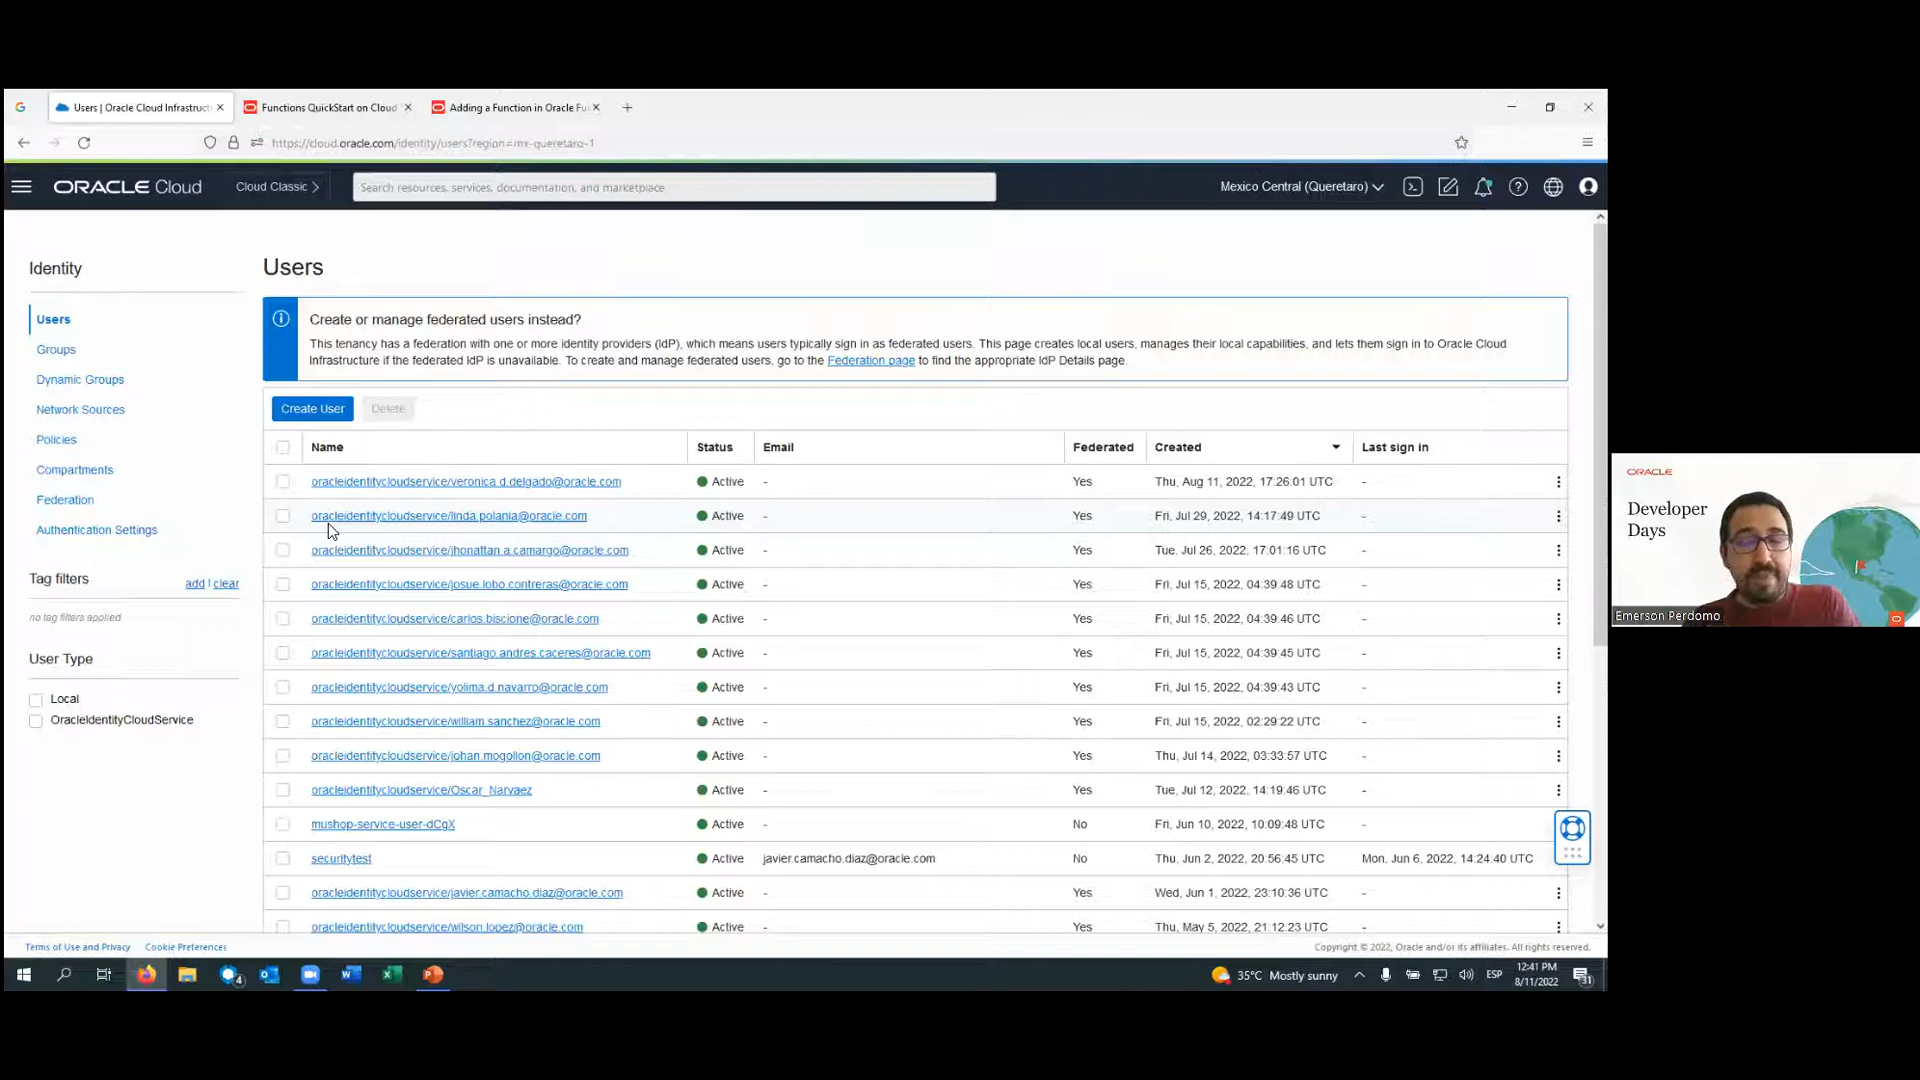 Users | Oracle Cloud Infrastruct
Functions QuickStart on Cloud
Adding a Function in Oracle Fu
https://cloud.oracle.com/identity/users?region=mx-queretaro-1
ORACLE Cloud
Cloud Classic
Search resources, services, documentation, and marketplace
Mexico Central (Queretaro)
Identity
Users
Groups
Dynamic Groups
Network Sources
Policies
Compartments
Federation
Authentication Settings
Tag filters
add | clear
no tag filters applied
User Type
Local
OracleIdentityCloudService
Users
Create or manage federated users instead?
This tenancy has a federation with one or more identity providers (IdP), which means users typically sign in as federated users. This page creates local users, manages their local capabilities, and lets them sign in to Oracle Cloud
Infrastructure if the federated IdP is unavailable. To create and manage federated users, go to the Federation page to find the appropriate IdP Details page.
Create User Delete
Name Status Email Federated Created Last sign in
oracleidentitycloudservice/veronica.d.delgado@oracle.com Active - Yes Thu, Aug 11, 2022, 17:26:01 UTC -
oracleidentitycloudservice/linda.polania@oracle.com Active - Yes Fri, Jul 29, 2022, 14:17:49 UTC -
oracleidentitycloudservice/jhonattan.a.camargo@oracle.com Active - Yes Tue, Jul 26, 2022, 17:01:16 UTC -
oracleidentitycloudservice/josue.lobo.contreras@oracle.com Active - Yes Fri, Jul 15, 2022, 04:39:48 UTC -
oracleidentitycloudservice/carlos.biscione@oracle.com Active - Yes Fri, Jul 15, 2022, 04:39:46 UTC -
oracleidentitycloudservice/santiago.andres.caceres@oracle.com Active - Yes Fri, Jul 15, 2022, 04:39:45 UTC -
oracleidentitycloudservice/yolima.d.navarro@oracle.com Active - Yes Fri, Jul 15, 2022, 04:39:43 UTC -
oracleidentitycloudservice/william.sanchez@oracle.com Active - Yes Fri, Jul 15, 2022, 02:29:22 UTC -
oracleidentitycloudservice/johan.mogollon@oracle.com Active - Yes Thu, Jul 14, 2022, 03:33:57 UTC -
oracleidentitycloudservice/Oscar_Narvaez Active - Yes Tue, Jul 12, 2022, 14:19:46 UTC -
mushop-service-user-dCgX Active - No Fri, Jun 10, 2022, 10:09:48 UTC -
securitytest Active javier.camacho.diaz@oracle.com No Thu, Jun 2, 2022, 20:56:45 UTC Mon, Jun 6, 2022, 14:24:40 UTC
oracleidentitycloudservice/javier.camacho.diaz@oracle.com Active - Yes Wed, Jun 1, 2022, 23:10:36 UTC -
oracleidentitycloudservice/wilson.lopez@oracle.com Active - Yes Thu, May 5, 2022, 21:12:23 UTC -
Terms of Use and Privacy Cookie Preferences
Copyright © 2022, Oracle and/or its affiliates. All rights reserved.
35°C Mostly sunny
ESP
12:41 PM
8/11/2022
31
4
ORACLE
Developer
Days
Emerson Perdomo